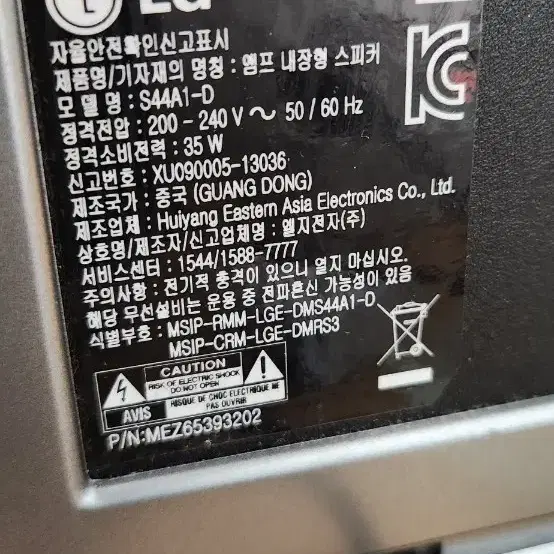 LG
자율안전확인신고표시
제품명/기자재의 명칭 : 앰프 내장형 스피커
모 델 명 : S44A1-D
정격전압 : 200 - 240 V ~ 50 / 60 Hz
정격소비전력 : 35 W
신고번호 : XU090005-13036
제조국가 : 중국 (GUANG DONG)
제조업체 : Huiyang Eastern Asia Electronics Co., Ltd.
상호명/제조자/신고업체명 : 엘지전자(주)
서비스센터 : 1544/1588-7777
주의사항 : 전기적 충격이 있으니 열지 마십시오.
해당 무선설비는 운용 중 전파혼신 가능성이 있음
식별부호 : MSIP-RMM-LGE-DMS44A1-D
MSIP-CRM-LGE-DMRS3
CAUTION
RISK OF ELECTRIC SHOCK
DO NOT OPEN
AVIS
RISQUE DE CHOC ELECTRIQUE NE
PAS OUVRIR
P/N:MEZ65393202